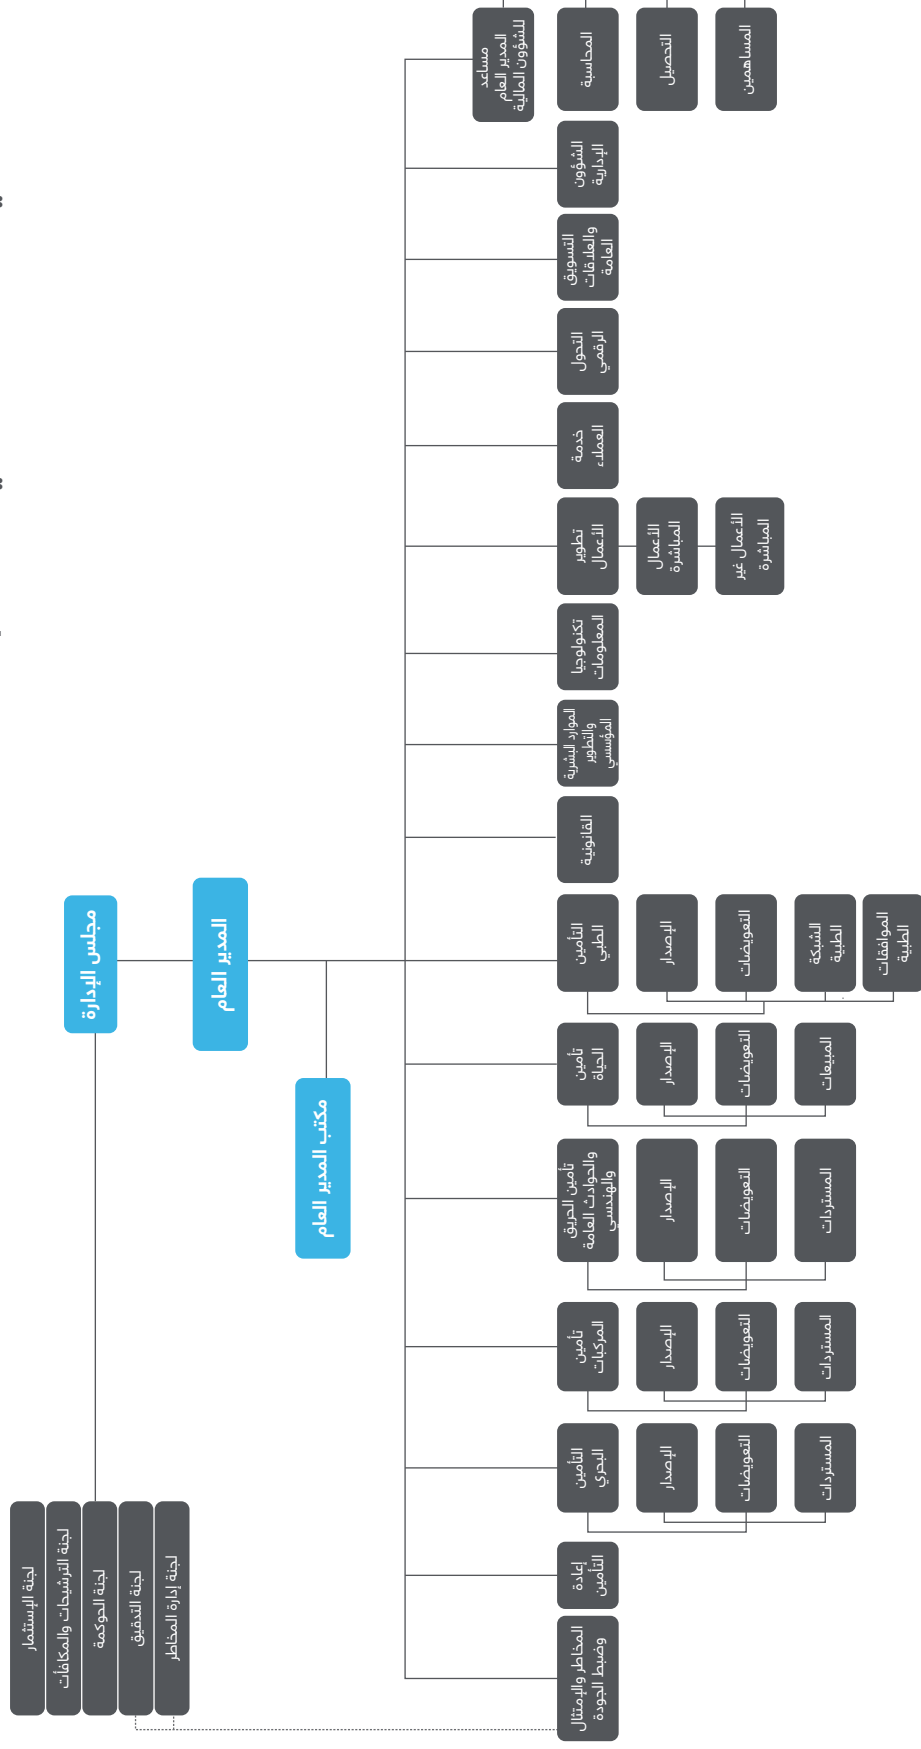 مجلس الإدارة
المدير العام
مكتب المدير العام
لجنة الإستثمار
لجنة الترشيحات والمكافأت
لجنة الحوكمة
لجنة التدقيق
لجنة إدارة المخاطر
مساعد
المدير العام
للشؤون المالية
المحاسبة
التحصيل
المساهمين
الشؤون
الإدارية
التسويق
والعلاقات
العامة
التحول
الرقمي
خدمة
العملاء
تطوير
الأعمال
الأعمال
المباشرة
الأعمال غير
المباشرة
تكنولوجيا
المعلومات
الموارد البشرية
والتطوير
المؤسسي
القانونية
التأمين
الطبي
الإصدار
التعويضات
الشبكة
الطبية
الموافقات
الطبية
تأمين
الحياة
الإصدار
التعويضات
المبيعات
تأمين الحريق
والحوادث العامة
والهندسي
الإصدار
التعويضات
المستردات
تأمين
المركبات
الإصدار
التعويضات
المستردات
التأمين
البحري
الإصدار
التعويضات
المستردات
إعادة
التأمين
المخاطر والإمتثال
وضبط الجودة